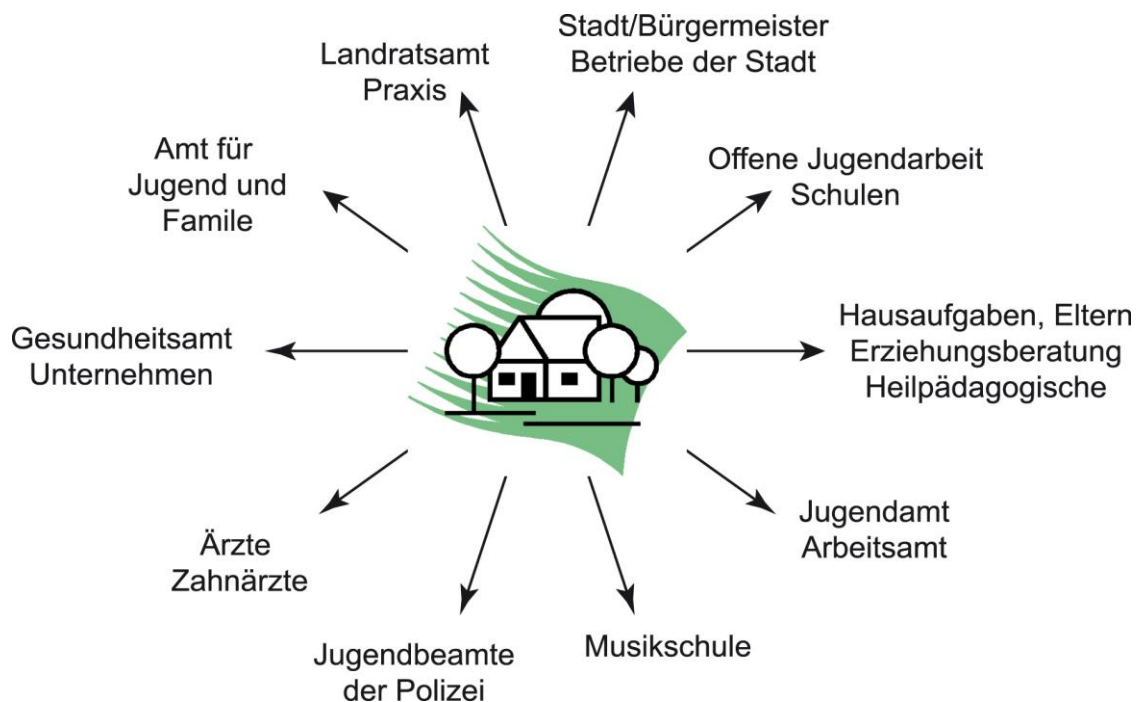 Stadt/Bürgermeister
Betriebe der Stadt
Landratsamt
Praxis
Amt für
Jugend und
Famile
Offene Jugendarbeit
Schulen
Gesundheitsamt
Unternehmen
Hausaufgaben, Eltern
Erziehungsberatung
Heilpädagogische
Ärzte
Zahnärzte
Jugendamt
Arbeitsamt
Jugendbeamte
der Polizei
Musikschule